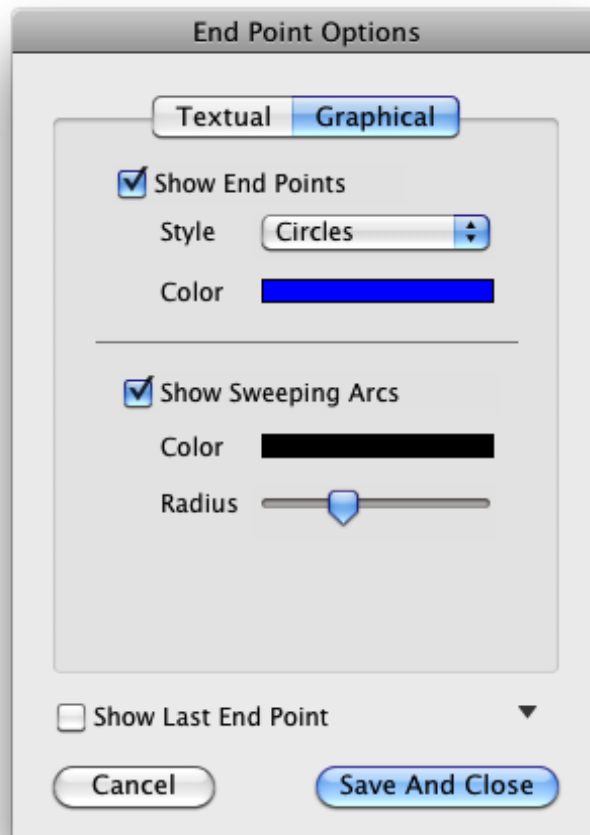 End Point Options
Textual Graphical
Show End Points
Style Circles
Color
Show Sweeping Arcs
Color
Radius
Show Last End Point
Cancel Save And Close